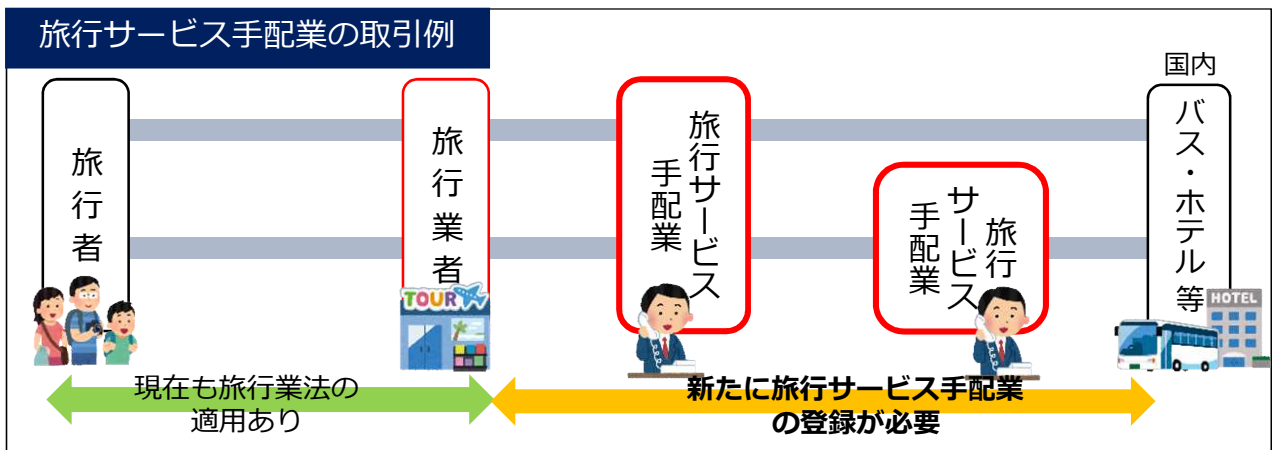 旅行サービス手配業の取引例
旅行者
旅行業者
TOUR
旅行サービス
手配業
旅行
サービス
手配業
国内
バス・ホテル等
HOTEL
現在も旅行業法の
適用あり
新たに旅行サービス手配業
の登録が必要